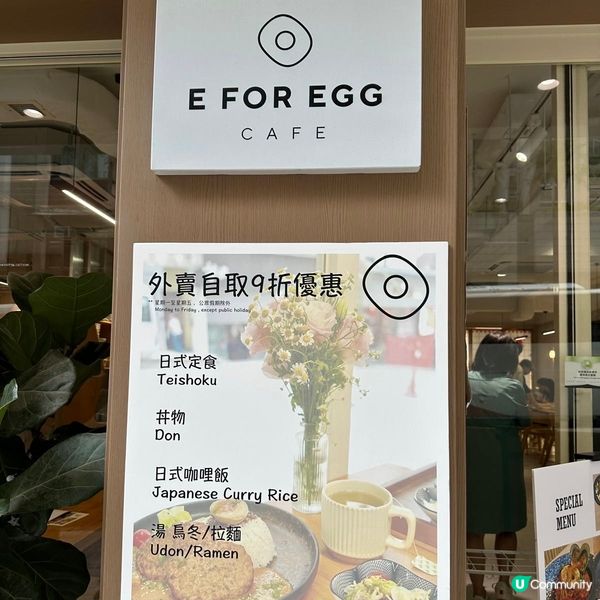 E FOR EGG
CAFE
外賣自取9折優惠
** 星期一至星期五，公眾假期除外
Monday to Friday , except public holiday
日式定食
Teishoku
丼物
Don
日式咖哩飯
Japanese Curry Rice
湯 烏冬/拉麵
Udon/Ramen
SPECIAL
MENU
U Community